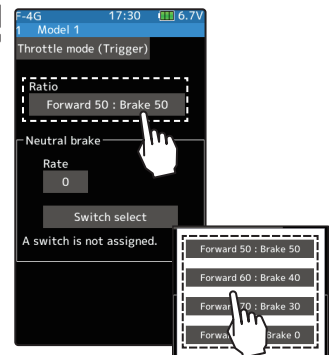 F-4G 17:30 6.7V
1 Model 1
Throttle mode (Trigger)
Ratio
Forward 50 : Brake 50
Neutral brake
Rate
0
Switch select
A switch is not assigned.
Forward 50 : Brake 50
Forward 60 : Brake 40
70 : Brake 30
Brake 0